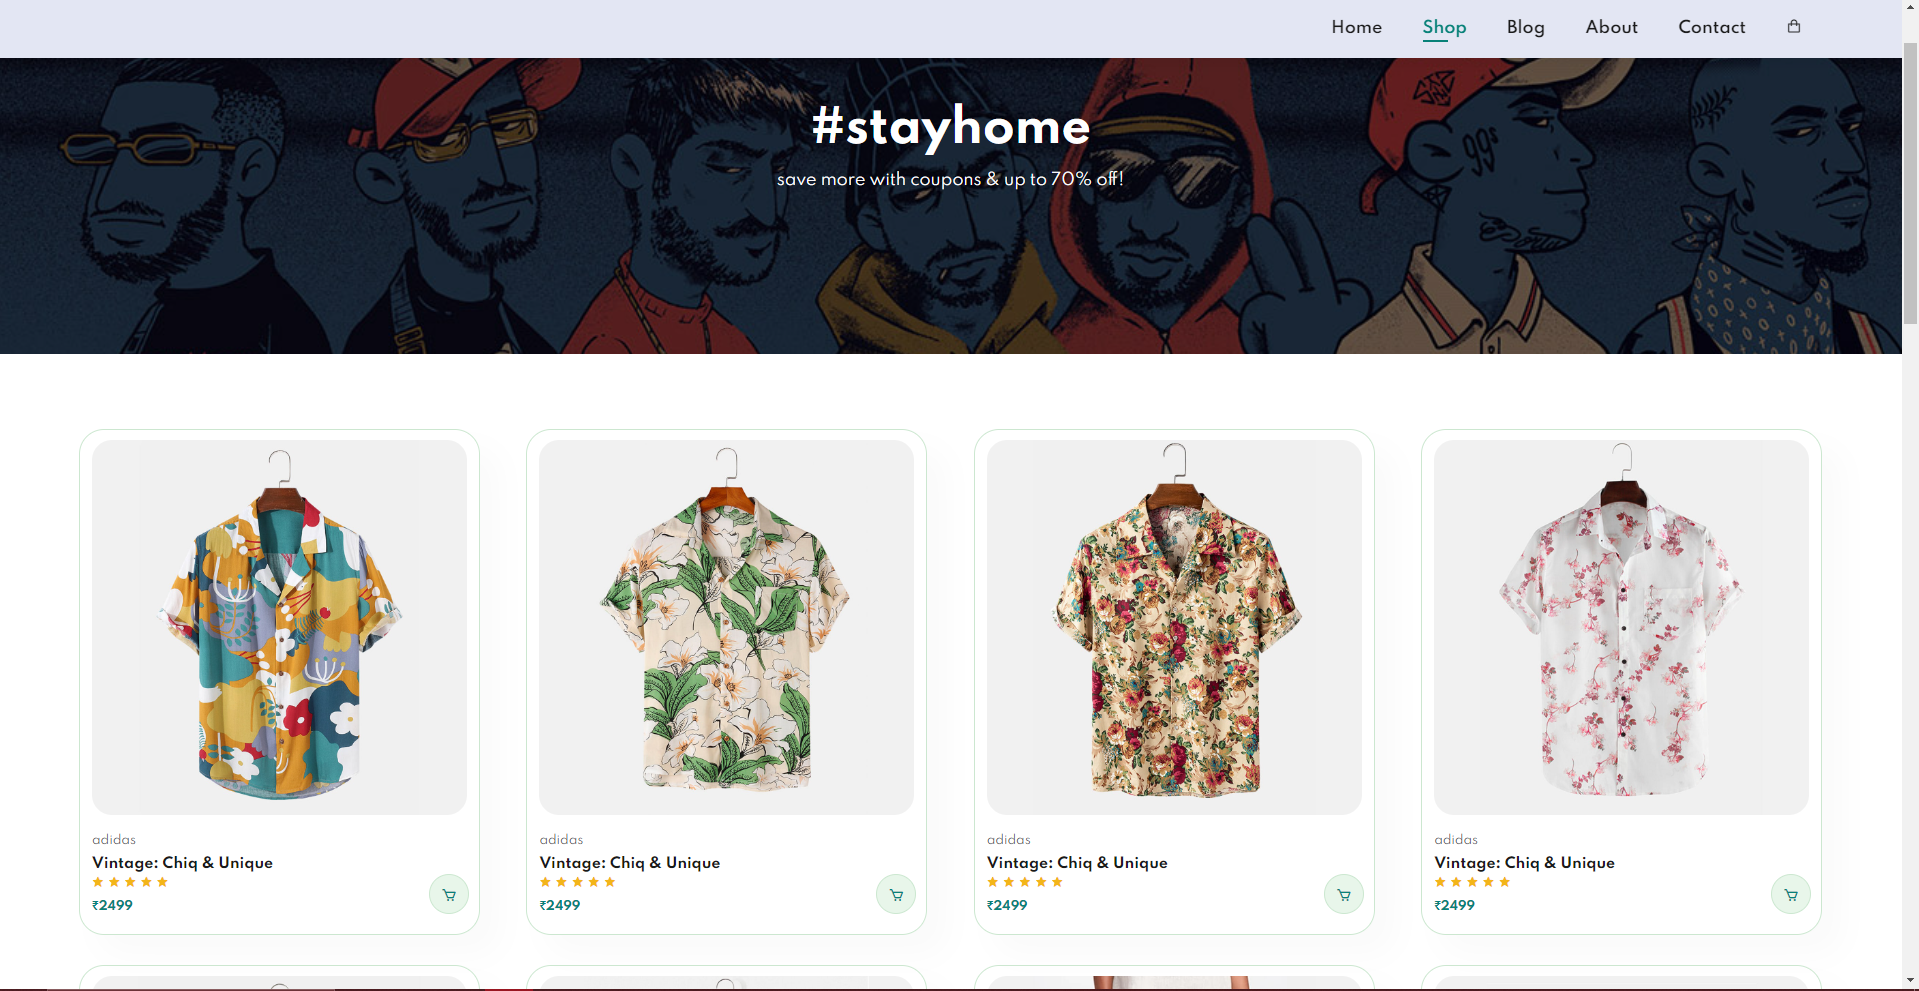 Home Shop Blog About Contact
#stayhome
save more with coupons & up to 70% off!
99s
adidas
Vintage: Chiq & Unique
₹2499
adidas
Vintage: Chiq & Unique
₹2499
adidas
Vintage: Chiq & Unique
₹2499
adidas
Vintage: Chiq & Unique
₹2499